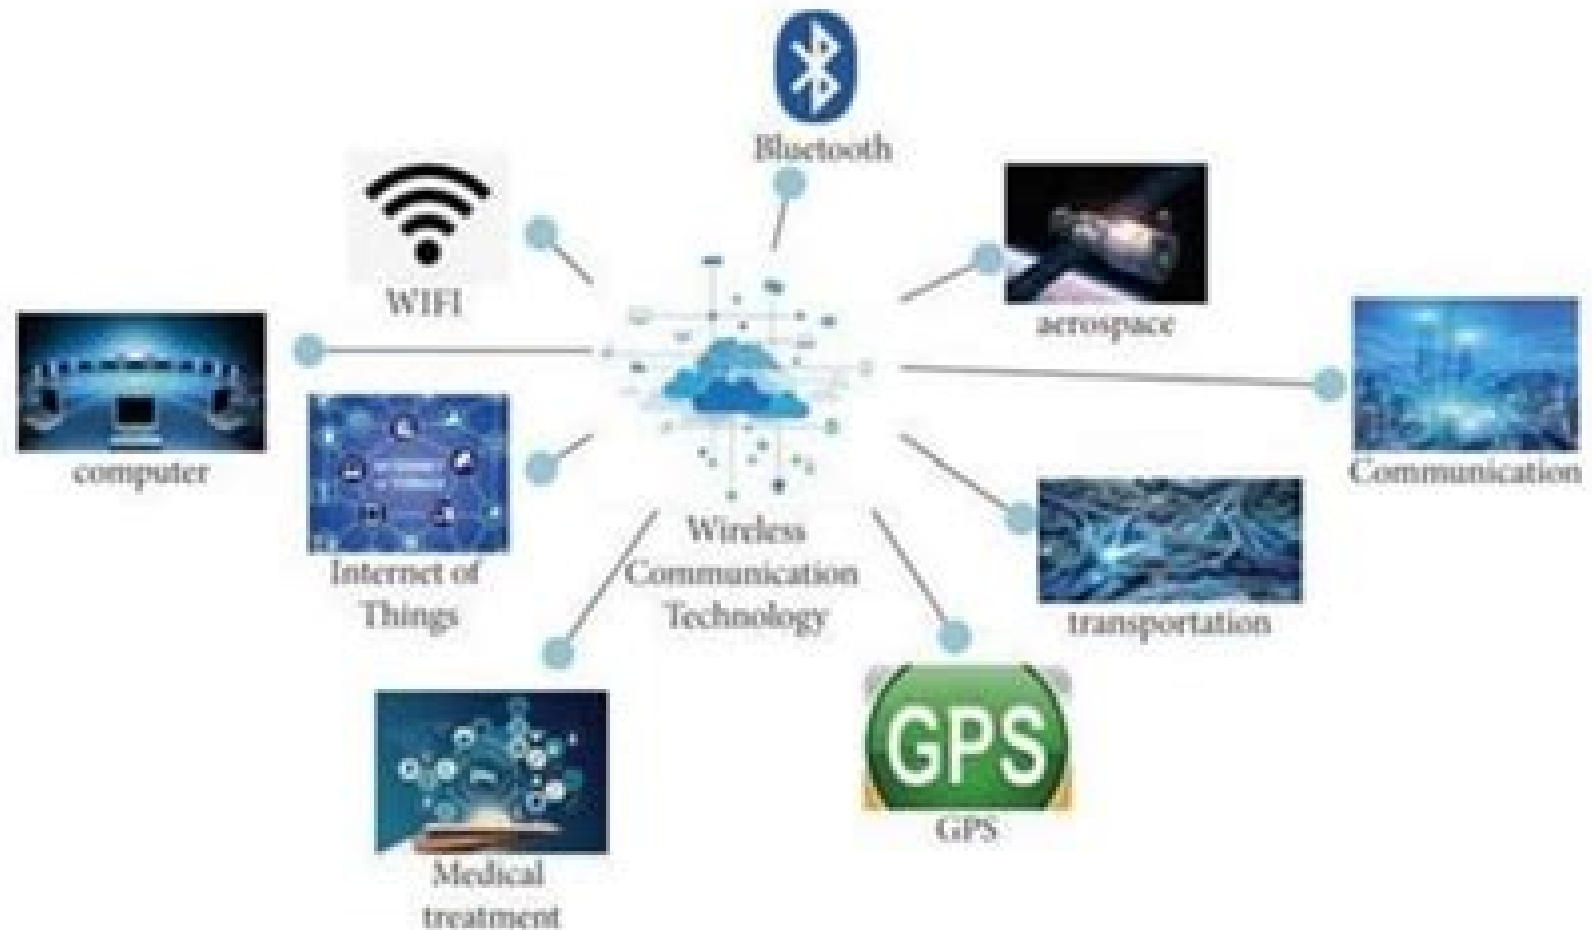 Bluetooth
WIFI
aerospace
computer
Communication
Internet of
Things
Wireless
Communication
Technology
transportation
GPS
GPS
Medical
treatment